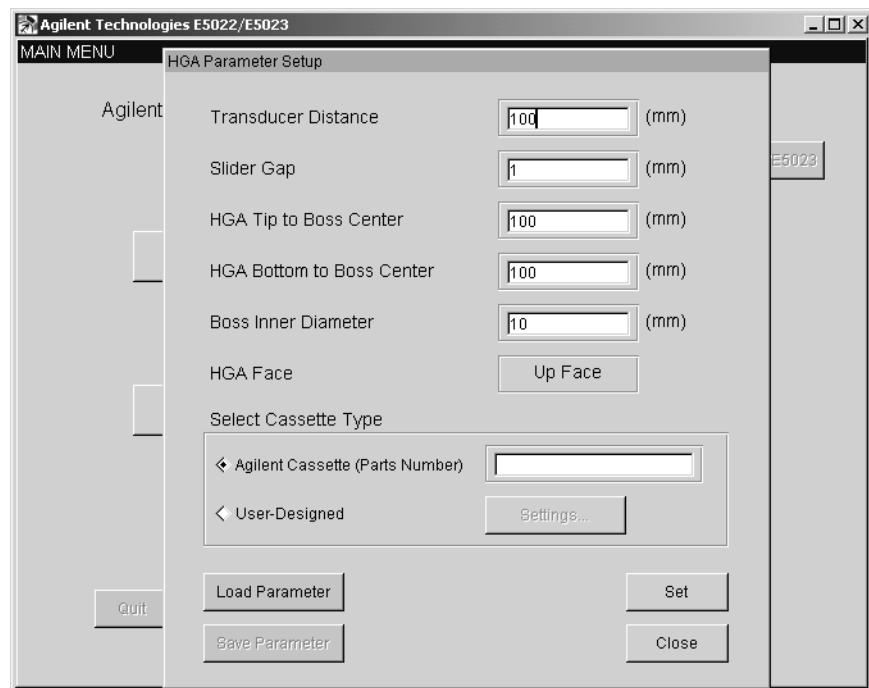 Agilent Technologies E5022/E5023
MAIN MENU
HGA Parameter Setup
Agilent
E5023
Transducer Distance 100 (mm)
Slider Gap 1 (mm)
HGA Tip to Boss Center 100 (mm)
HGA Bottom to Boss Center 100 (mm)
Boss Inner Diameter 10 (mm)
HGA Face Up Face
Select Cassette Type
Agilent Cassette (Parts Number)
User-Designed Settings...
Load Parameter Set
Quit
Save Parameter Close